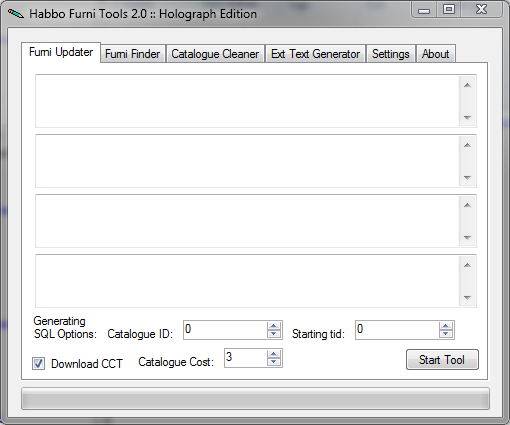 Habbo Furni Tools 2.0 :: Holograph Edition
Furni Updater Furni Finder Catalogue Cleaner Ext Text Generator Settings About
Generating
SQL Options: Catalogue ID: 0 Starting tid: 0
Download CCT Catalogue Cost: 3 Start Tool